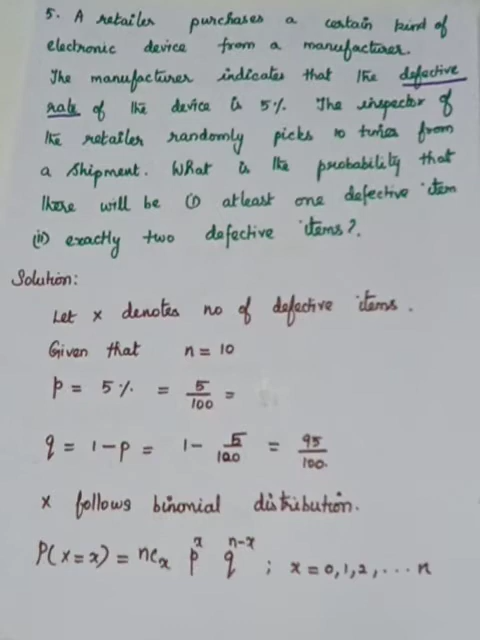 5. A retailer purchases a certain kind of
electronic device from a manufacturer.
The manufacturer indicates that the defective
rate of the device is 5%. The inspector of
the retailer randomly picks 10 times from
a shipment. What is the probability that
there will be (i) atleast one defective item
(ii) exactly two defective items?.
Solution:
Let x denotes no of defective items.
Given that n = 10
p = 5% = 5/100 =
q = 1-p = 1 - 5/100 = 95/100.
x follows binonial distribution.
P(x=x) = nc_x p^x q^{n-x} ; x = 0,1,2, ... n